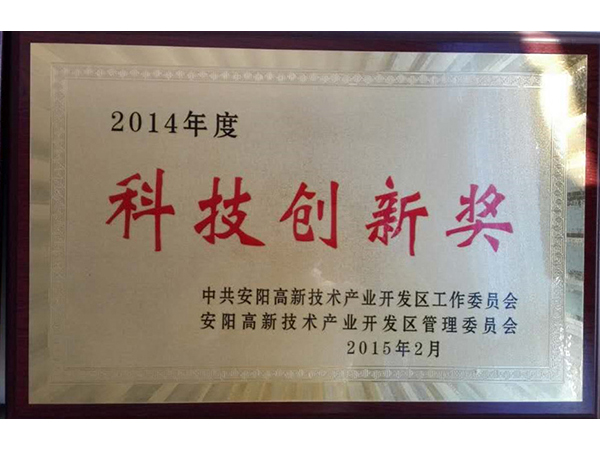 2014年度
科技创新奖
中共安阳高新技术产业开发区工作委员会
安阳高新技术产业开发区管理委员会
2015年2月